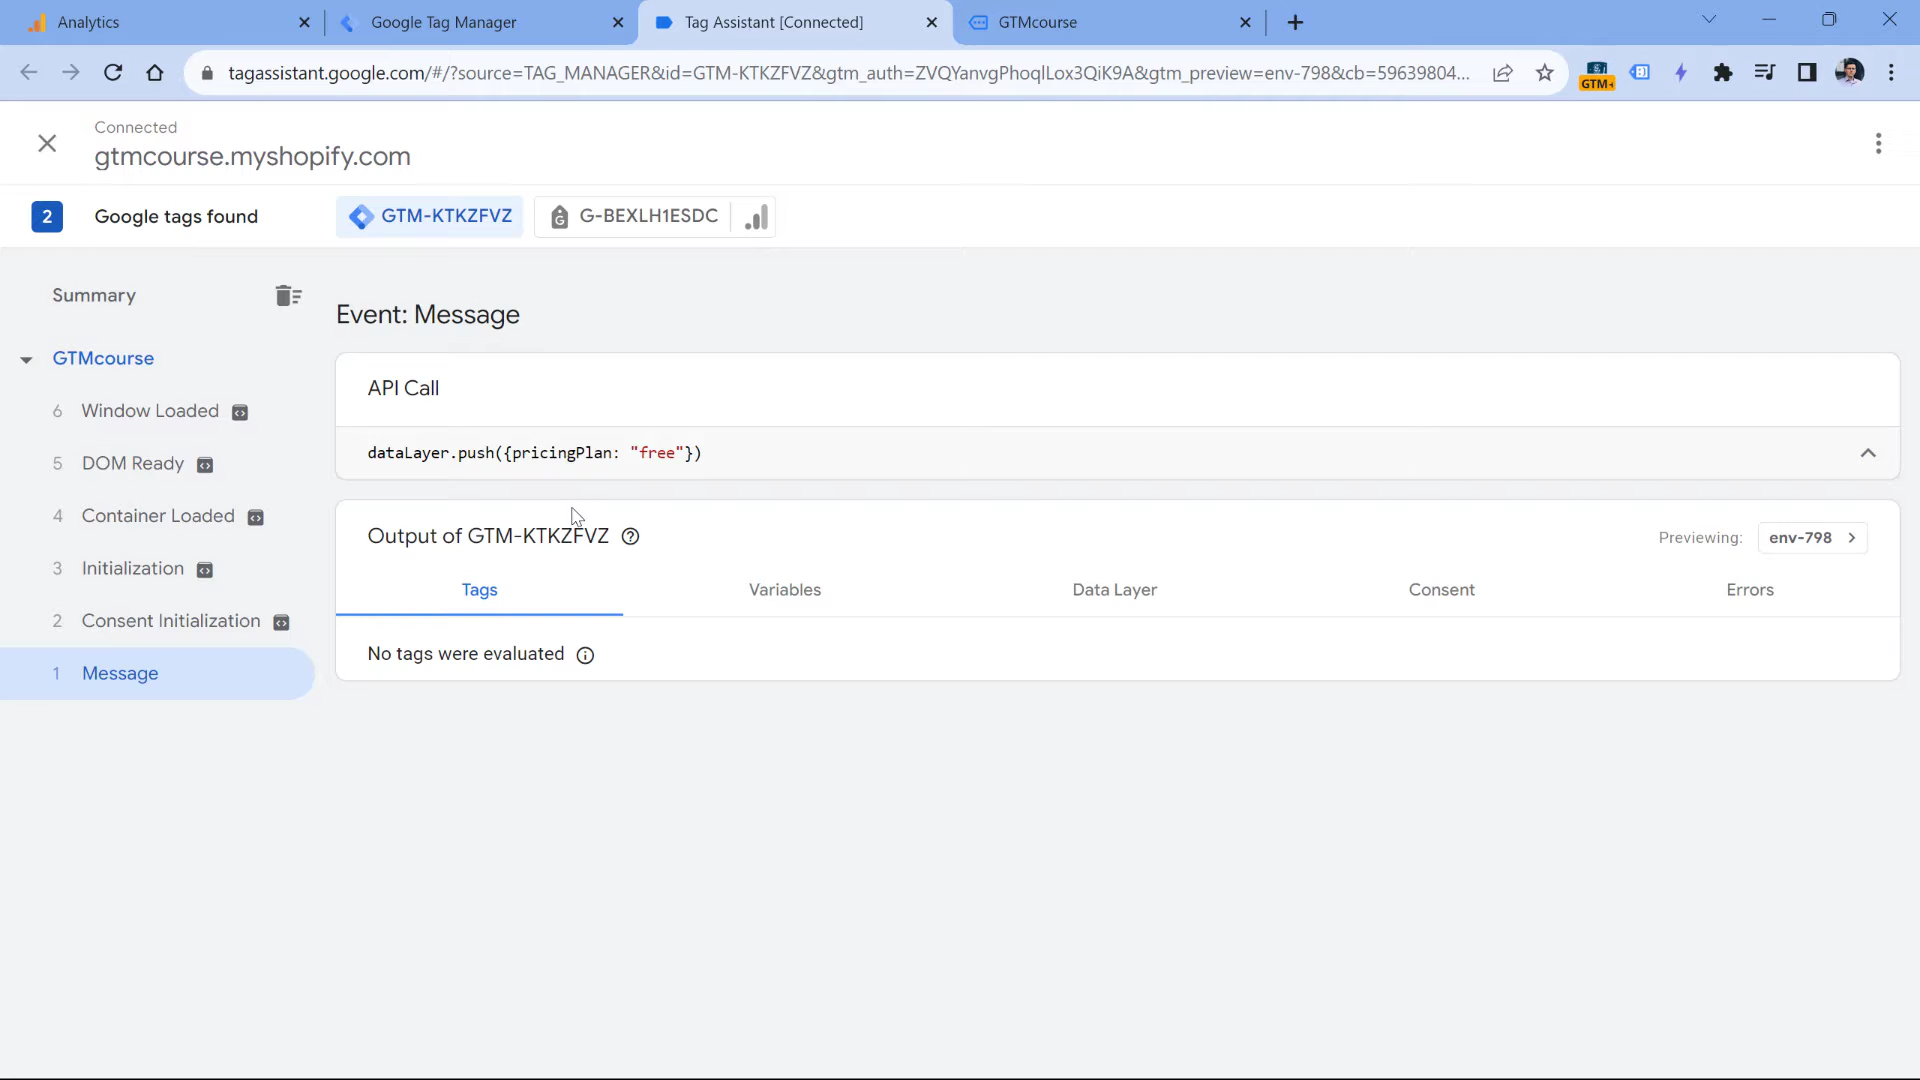 Analytics
Google Tag Manager
Tag Assistant [Connected]
GTMcourse
tagassistant.google.com/#/?source=TAG_MANAGER&id=GTM-KTKZFVZ&gtm_auth=ZVQYanvgPhoqlLox3QiK9A&gtm_preview=env-798&cb=59639804...
GTM
Connected
gtmcourse.myshopify.com
2 Google tags found
GTM-KTKZFVZ
G-BEXLH1ESDC
Summary
GTMcourse
6 Window Loaded
5 DOM Ready
4 Container Loaded
3 Initialization
2 Consent Initialization
1 Message
Event: Message
API Call
dataLayer.push({pricingPlan: "free"})
Output of GTM-KTKZFVZ
Previewing: env-798
Tags Variables Data Layer Consent Errors
No tags were evaluated